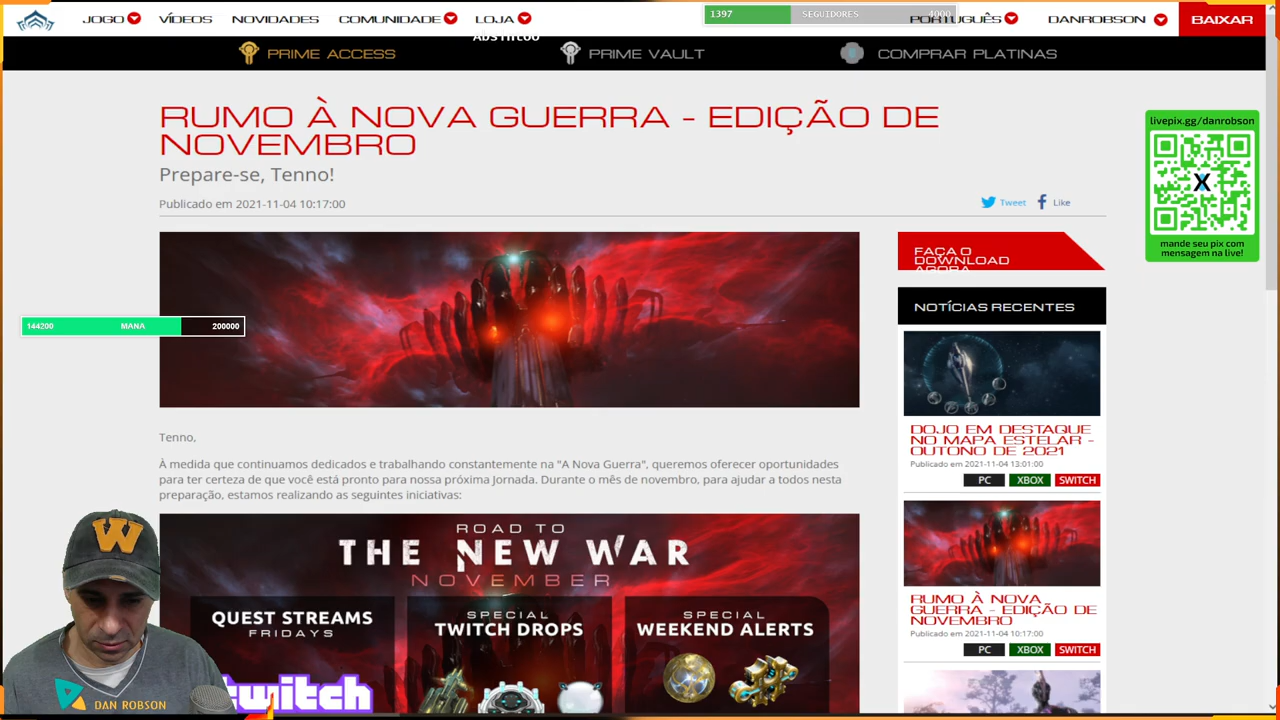 JOGO
VÍDEOS
NOVIDADES
COMUNIDADE
LOJA
1397 SEGUIDORES 4000
PORTUGUÊS
DANROBSON
BAIXAR
PRIME ACCESS
PRIME VAULT
COMPRAR PLATINAS
RUMO À NOVA GUERRA - EDIÇÃO DE
NOVEMBRO
Prepare-se, Tenno!
Publicado em 2021-11-04 10:17:00
Tweet
Like
livepix.gg/danrobson
X
mande seu pix com
mensagem na live!
144200 MANA 200000
FAÇA O
DOWNLOAD
AGORA
NOTÍCIAS RECENTES
DOJO EM DESTAQUE
NO MAPA ESTELAR -
OUTONO DE 2021
Publicado em 2021-11-04 13:01:00
PC XBOX SWITCH
RUMO À NOVA
GUERRA - EDIÇÃO DE
NOVEMBRO
Publicado em 2021-11-04 10:17:00
PC XBOX SWITCH
Tenno,
À medida que continuamos dedicados e trabalhando constantemente na "A Nova Guerra", queremos oferecer oportunidades
para ter certeza de que você está pronto para nossa próxima Jornada. Durante o mês de novembro, para ajudar a todos nesta
preparação, estamos realizando as seguintes iniciativas:
ROAD TO
THE NEW WAR
NOVEMBER
QUEST STREAMS
FRIDAYS
SPECIAL
TWITCH DROPS
SPECIAL
WEEKEND ALERTS
twitch
W
DAN ROBSON